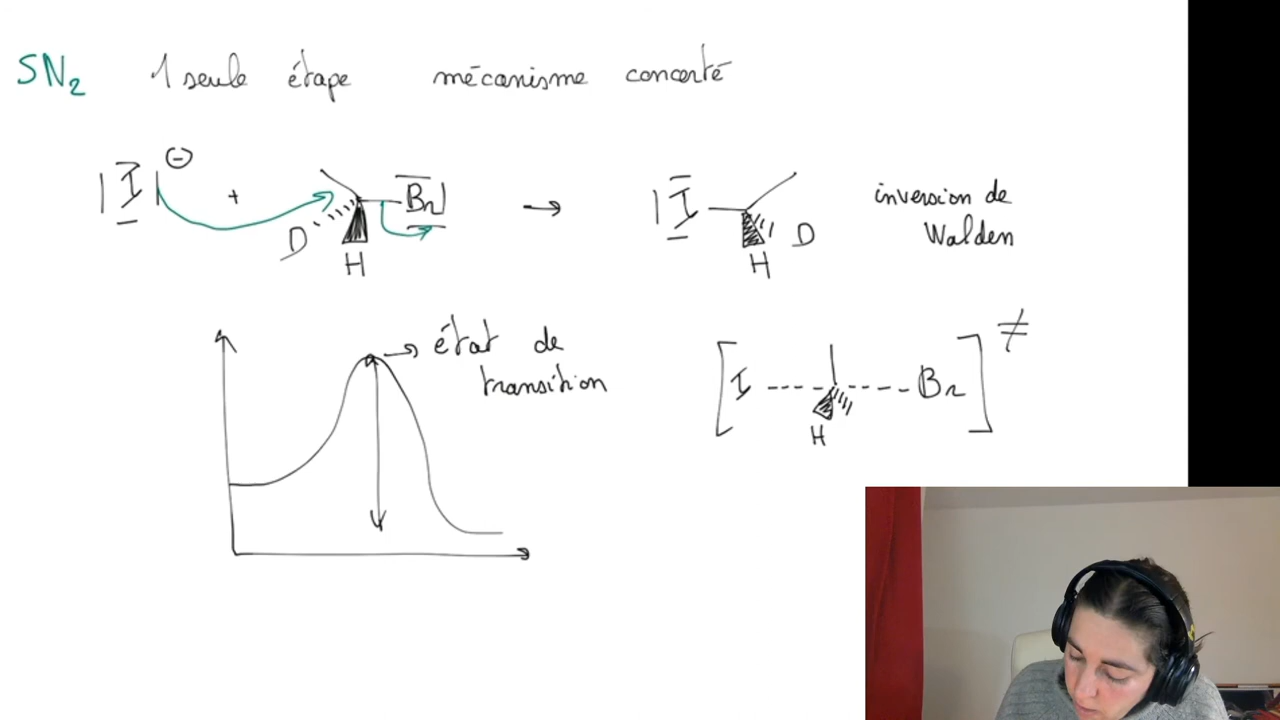 SN2 1 seule étape mécanisme concerté
|I| ⊖ + Br| → |I
D H
H D
inversion de
Walden
état de
transition
[I ---- ---- Br]≠
H